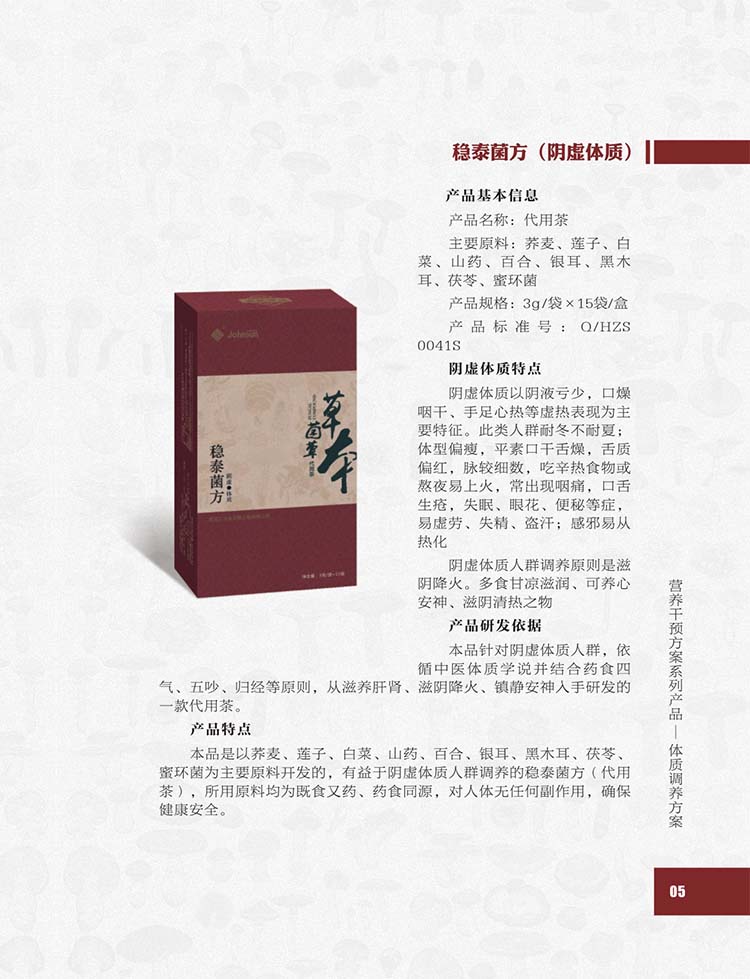 稳泰菌方（阴虚体质）
产品基本信息
产品名称：代用茶
主要原料：荞麦、莲子、白
菜、山药、百合、银耳、黑木
耳、茯苓、蜜环菌
产品规格：3g/袋×15袋/盒
产品标准号：Q/HZS
0041S
阴虚体质特点
阴虚体质以阴液亏少，口燥
咽干、手足心热等虚热表现为主
要特征。此类人群耐冬不耐夏；
体型偏瘦，平素口干舌燥，舌质
偏红，脉较细数，吃辛热食物或
熬夜易上火，常出现咽痛，口舌
生疮，失眠、眼花、便秘等症，
易虚劳、失精、盗汗；感邪易从
热化
阴虚体质人群调养原则是滋
阴降火。多食甘凉滋润、可养心
安神、滋阴清热之物
产品研发依据
本品针对阴虚体质人群，依
循中医体质学说并结合药食四
气、五吵、归经等原则，从滋养肝肾、滋阴降火、镇静安神入手研发的
一款代用茶。
产品特点
本品是以荞麦、莲子、白菜、山药、百合、银耳、黑木耳、茯苓、
蜜环菌为主要原料开发的，有益于阴虚体质人群调养的稳泰菌方（代用
茶），所用原料均为既食又药、药食同源，对人体无任何副作用，确保
健康安全。
Johnsun
草本
菌蕈
代用茶
稳泰菌方
阴虚●体质
营养干预方案系列产品—体质调养方案
05